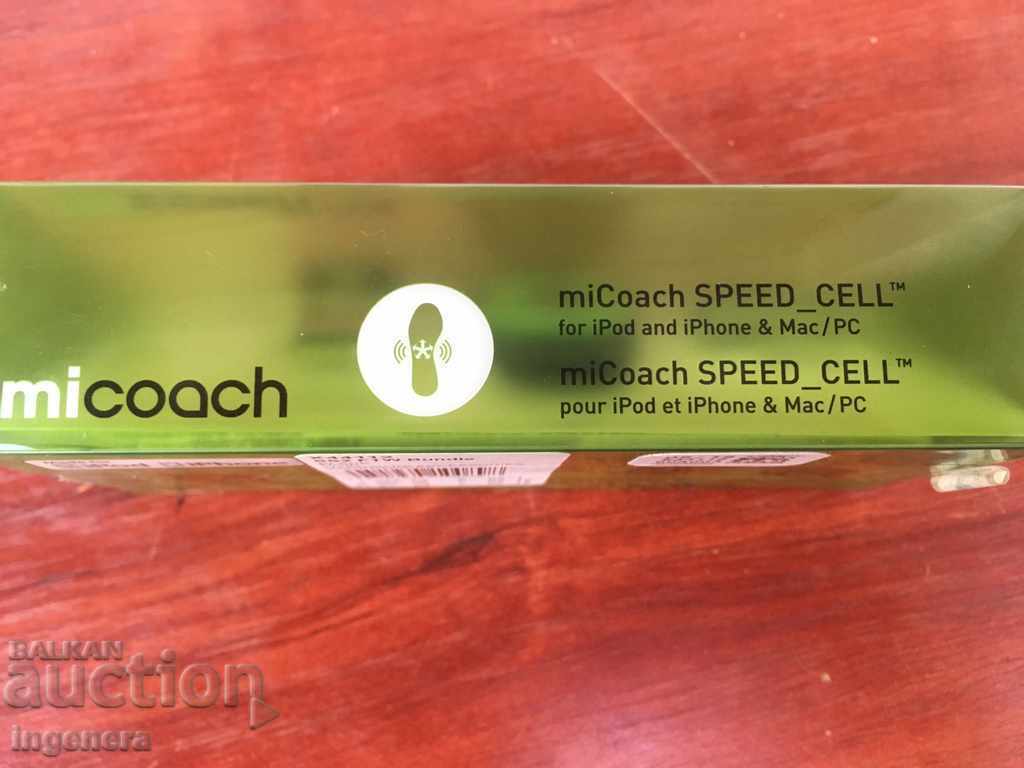 miCoach SPEED_CELL™
for iPod and iPhone & Mac/PC
miCoach SPEED_CELL™
pour iPod et iPhone & Mac/PC
micoach
Bundle
BALKAN
auction
ingenera